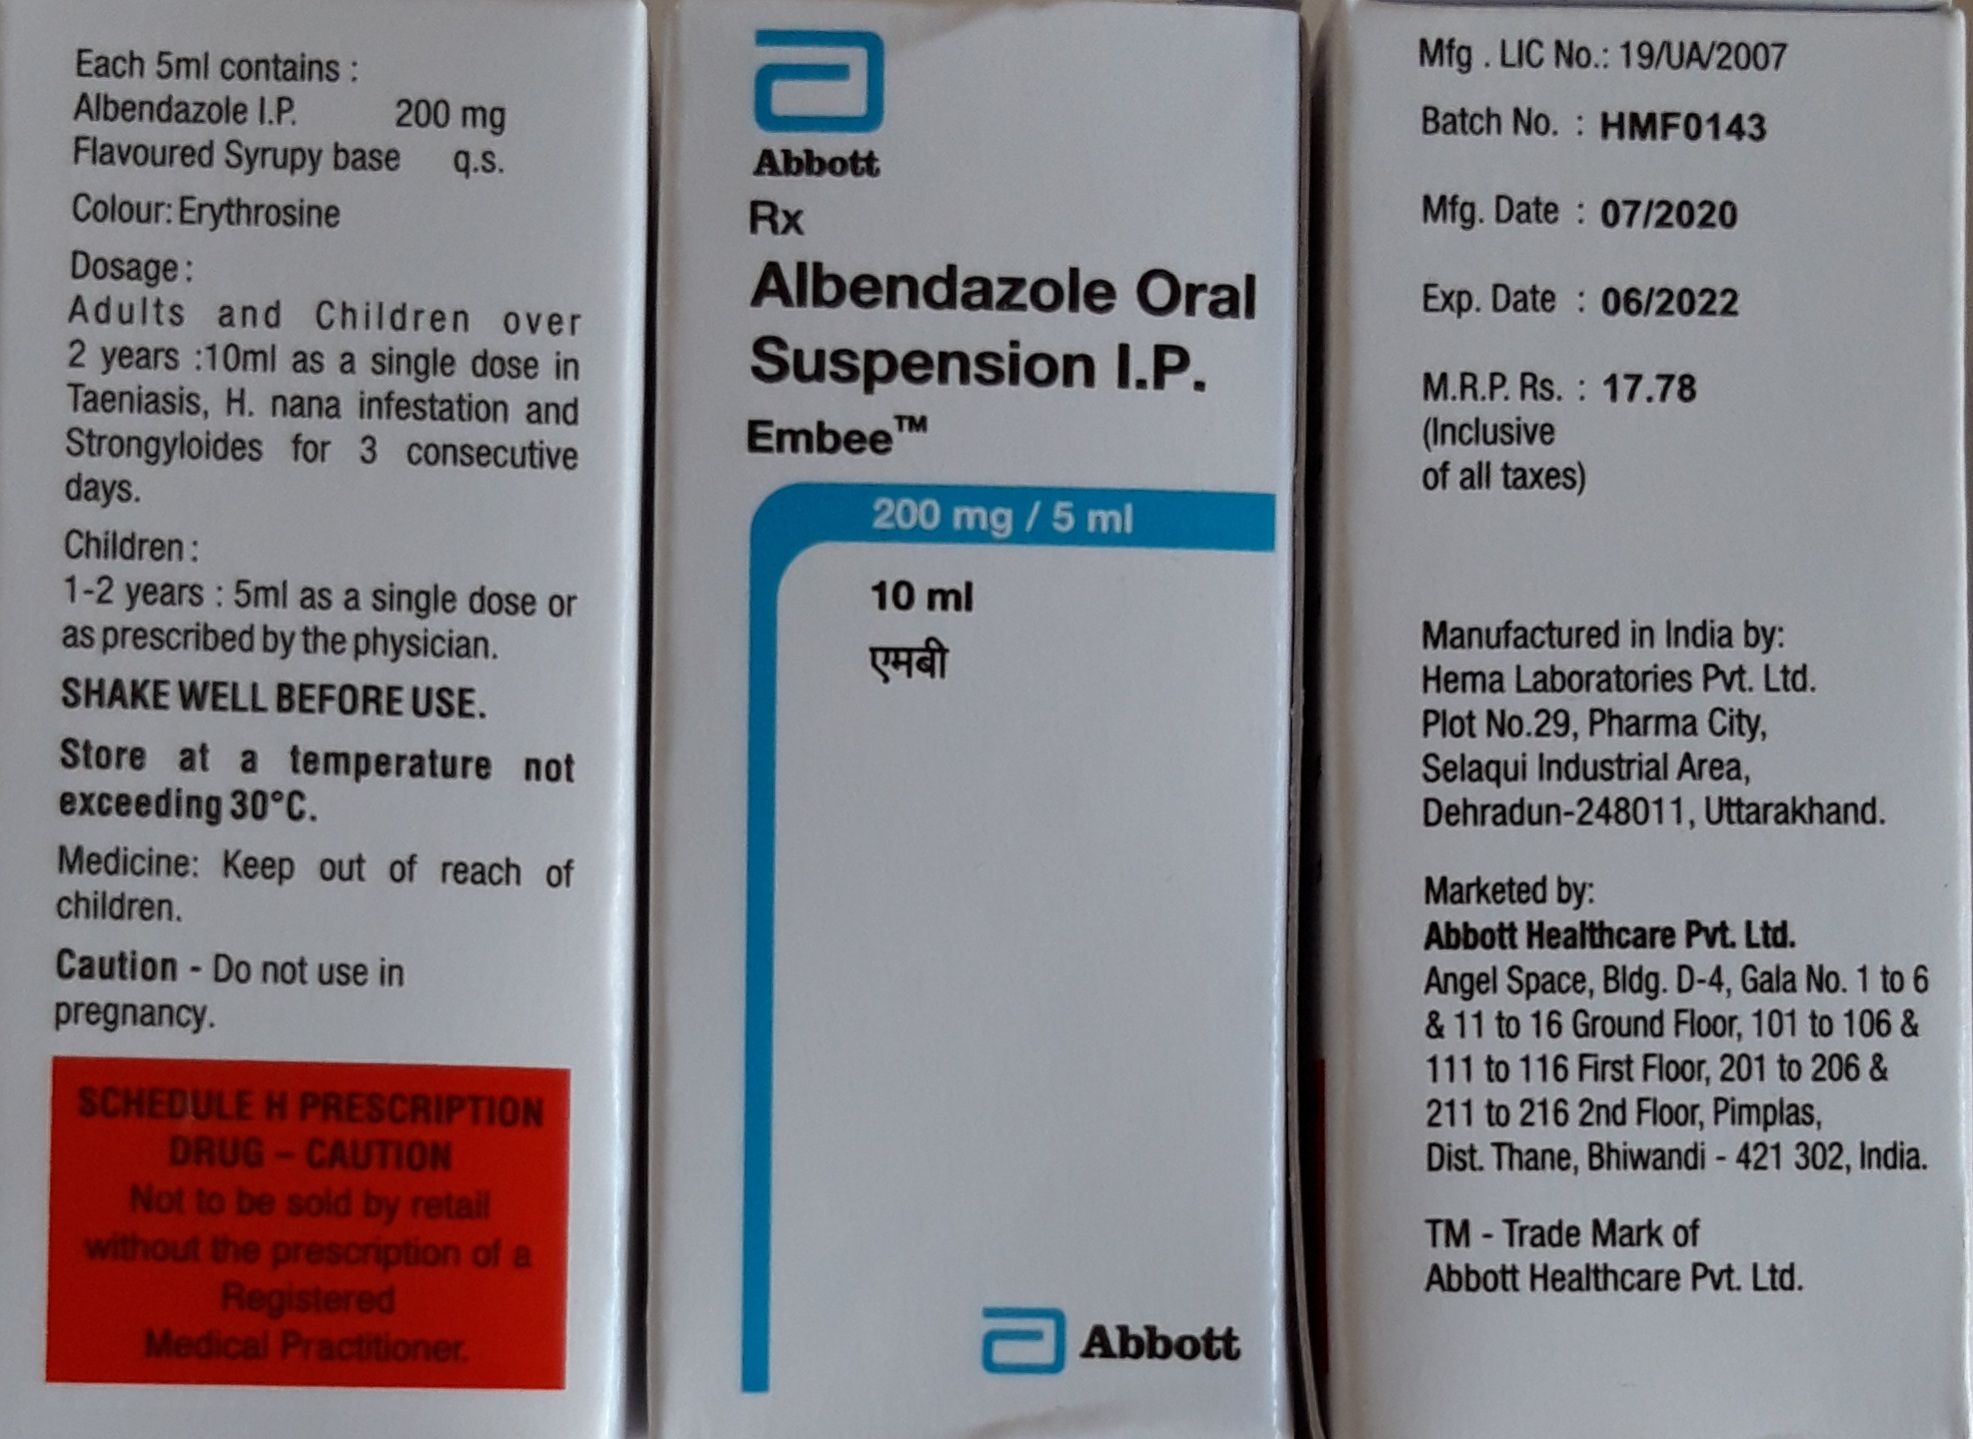 Each 5ml contains :
Albendazole I.P. 200 mg
Flavoured Syrupy base q.s.
Colour: Erythrosine
Dosage :
Adults and Children over
2 years :10ml as a single dose in
Taeniasis, H. nana infestation and
Strongyloides for 3 consecutive
days.
Children :
1-2 years : 5ml as a single dose or
as prescribed by the physician.
SHAKE WELL BEFORE USE.
Store at a temperature not
exceeding 30°C.
Medicine: Keep out of reach of
children.
Caution - Do not use in
pregnancy.
SCHEDULE H PRESCRIPTION
DRUG – CAUTION
Not to be sold by retail
without the prescription of a
Registered
Medical Practitioner.
Abbott
Rx
Albendazole Oral
Suspension I.P.
Embee™
200 mg / 5 ml
10 ml
एमबी
Abbott
Mfg . LIC No.: 19/UA/2007
Batch No. : HMF0143
Mfg. Date : 07/2020
Exp. Date : 06/2022
M.R.P. Rs. : 17.78
(Inclusive
of all taxes)
Manufactured in India by:
Hema Laboratories Pvt. Ltd.
Plot No.29, Pharma City,
Selaqui Industrial Area,
Dehradun-248011, Uttarakhand.
Marketed by:
Abbott Healthcare Pvt. Ltd.
Angel Space, Bldg. D-4, Gala No. 1 to 6
& 11 to 16 Ground Floor, 101 to 106 &
111 to 116 First Floor, 201 to 206 &
211 to 216 2nd Floor, Pimplas,
Dist. Thane, Bhiwandi - 421 302, India.
TM - Trade Mark of
Abbott Healthcare Pvt. Ltd.